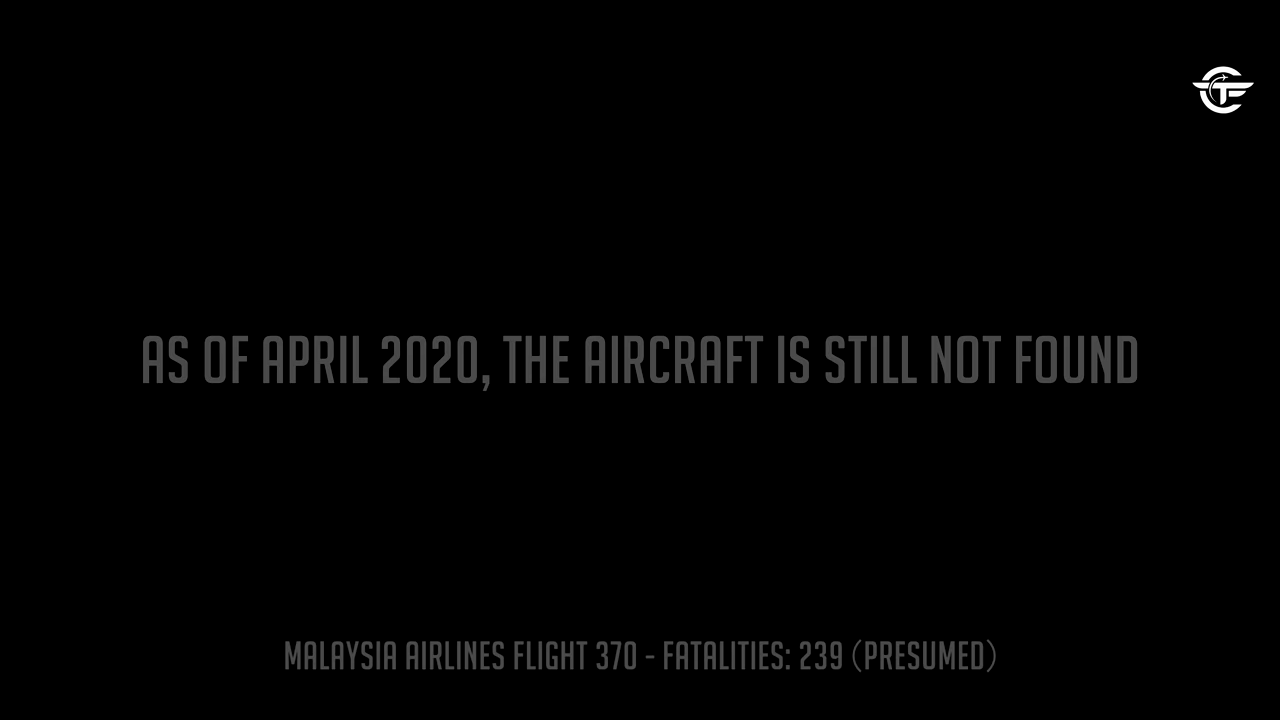 AS OF APRIL 2020, THE AIRCRAFT IS STILL NOT FOUND
MALAYSIA AIRLINES FLIGHT 370 - FATALITIES: 239 (PRESUMED)